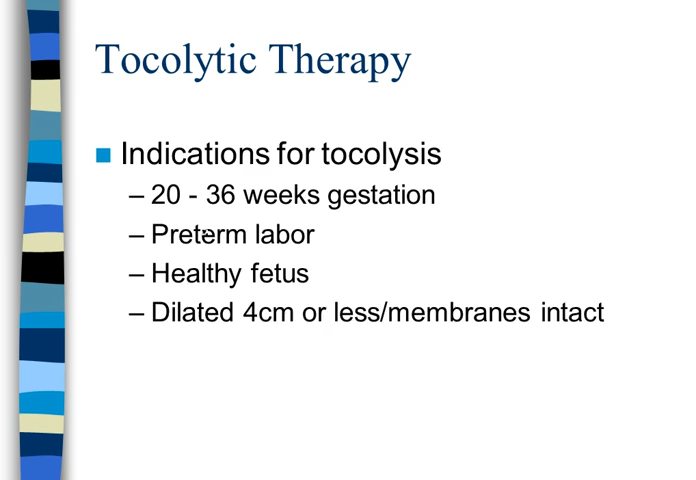 Tocolytic Therapy
Indications for tocolysis
– 20 - 36 weeks gestation
– Preterm labor
– Healthy fetus
– Dilated 4cm or less/membranes intact